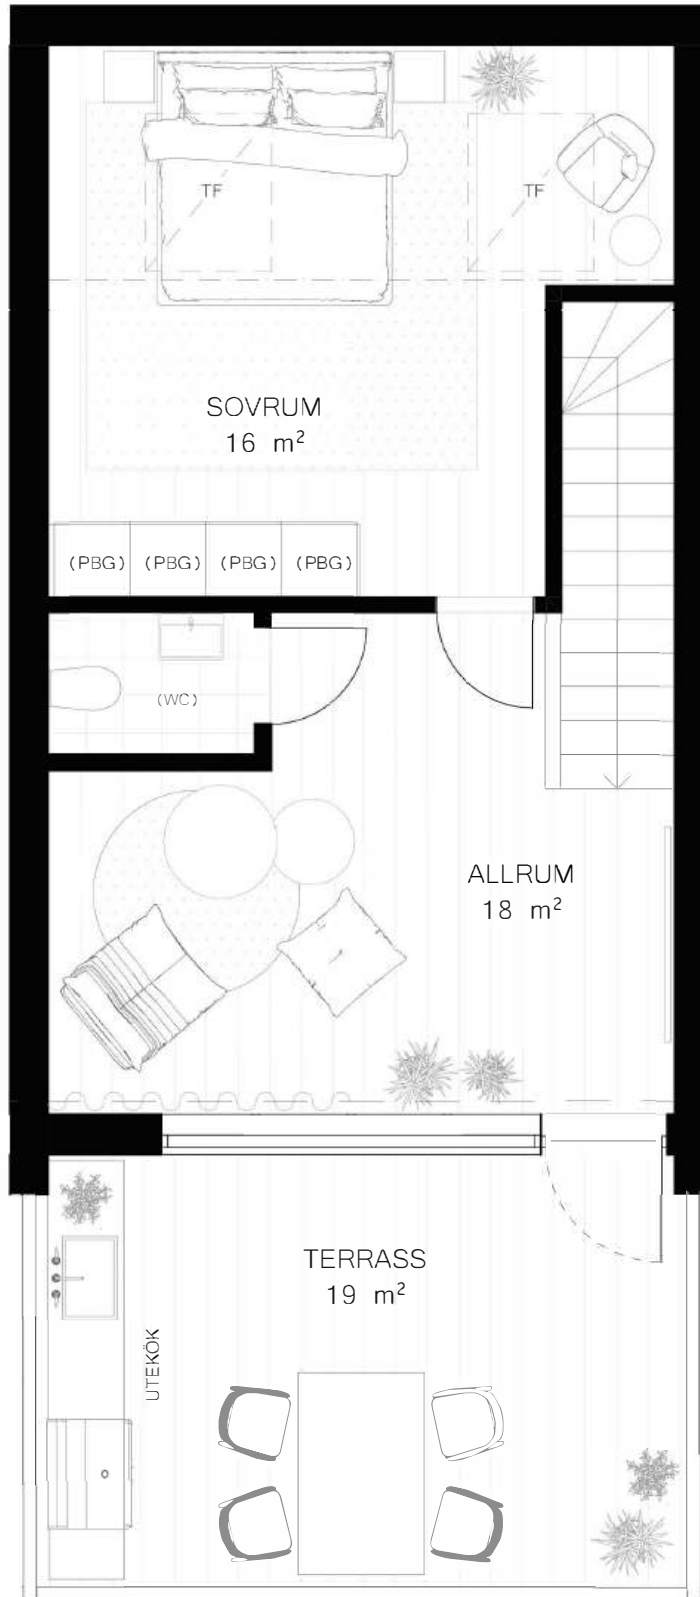 TF
TF
SOVRUM
16 m²
(PBG) (PBG) (PBG) (PBG)
(WC)
ALLRUM
18 m²
TERRASS
19 m²
UTEKÖK